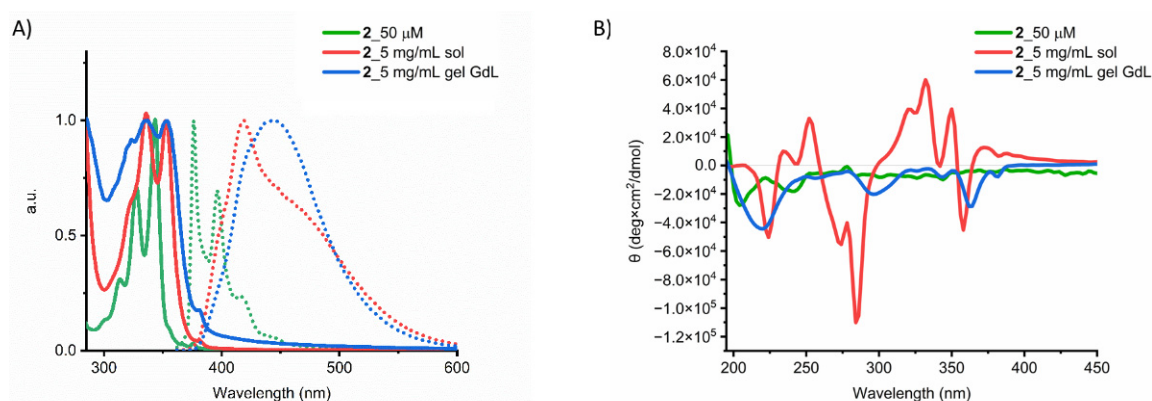 A)
2_50 μM
2_5 mg/mL sol
2_5 mg/mL gel GdL
1.0
0.5
0.0
a.u.
300 400 500 600
Wavelength (nm)
B)
2_50 μM
2_5 mg/mL sol
2_5 mg/mL gel GdL
8.0×10⁴
6.0×10⁴
4.0×10⁴
2.0×10⁴
0.0
−2.0×10⁴
−4.0×10⁴
−6.0×10⁴
−8.0×10⁴
−1.0×10⁵
−1.2×10⁵
θ (deg×cm²/dmol)
200 250 300 350 400 450
Wavelength (nm)